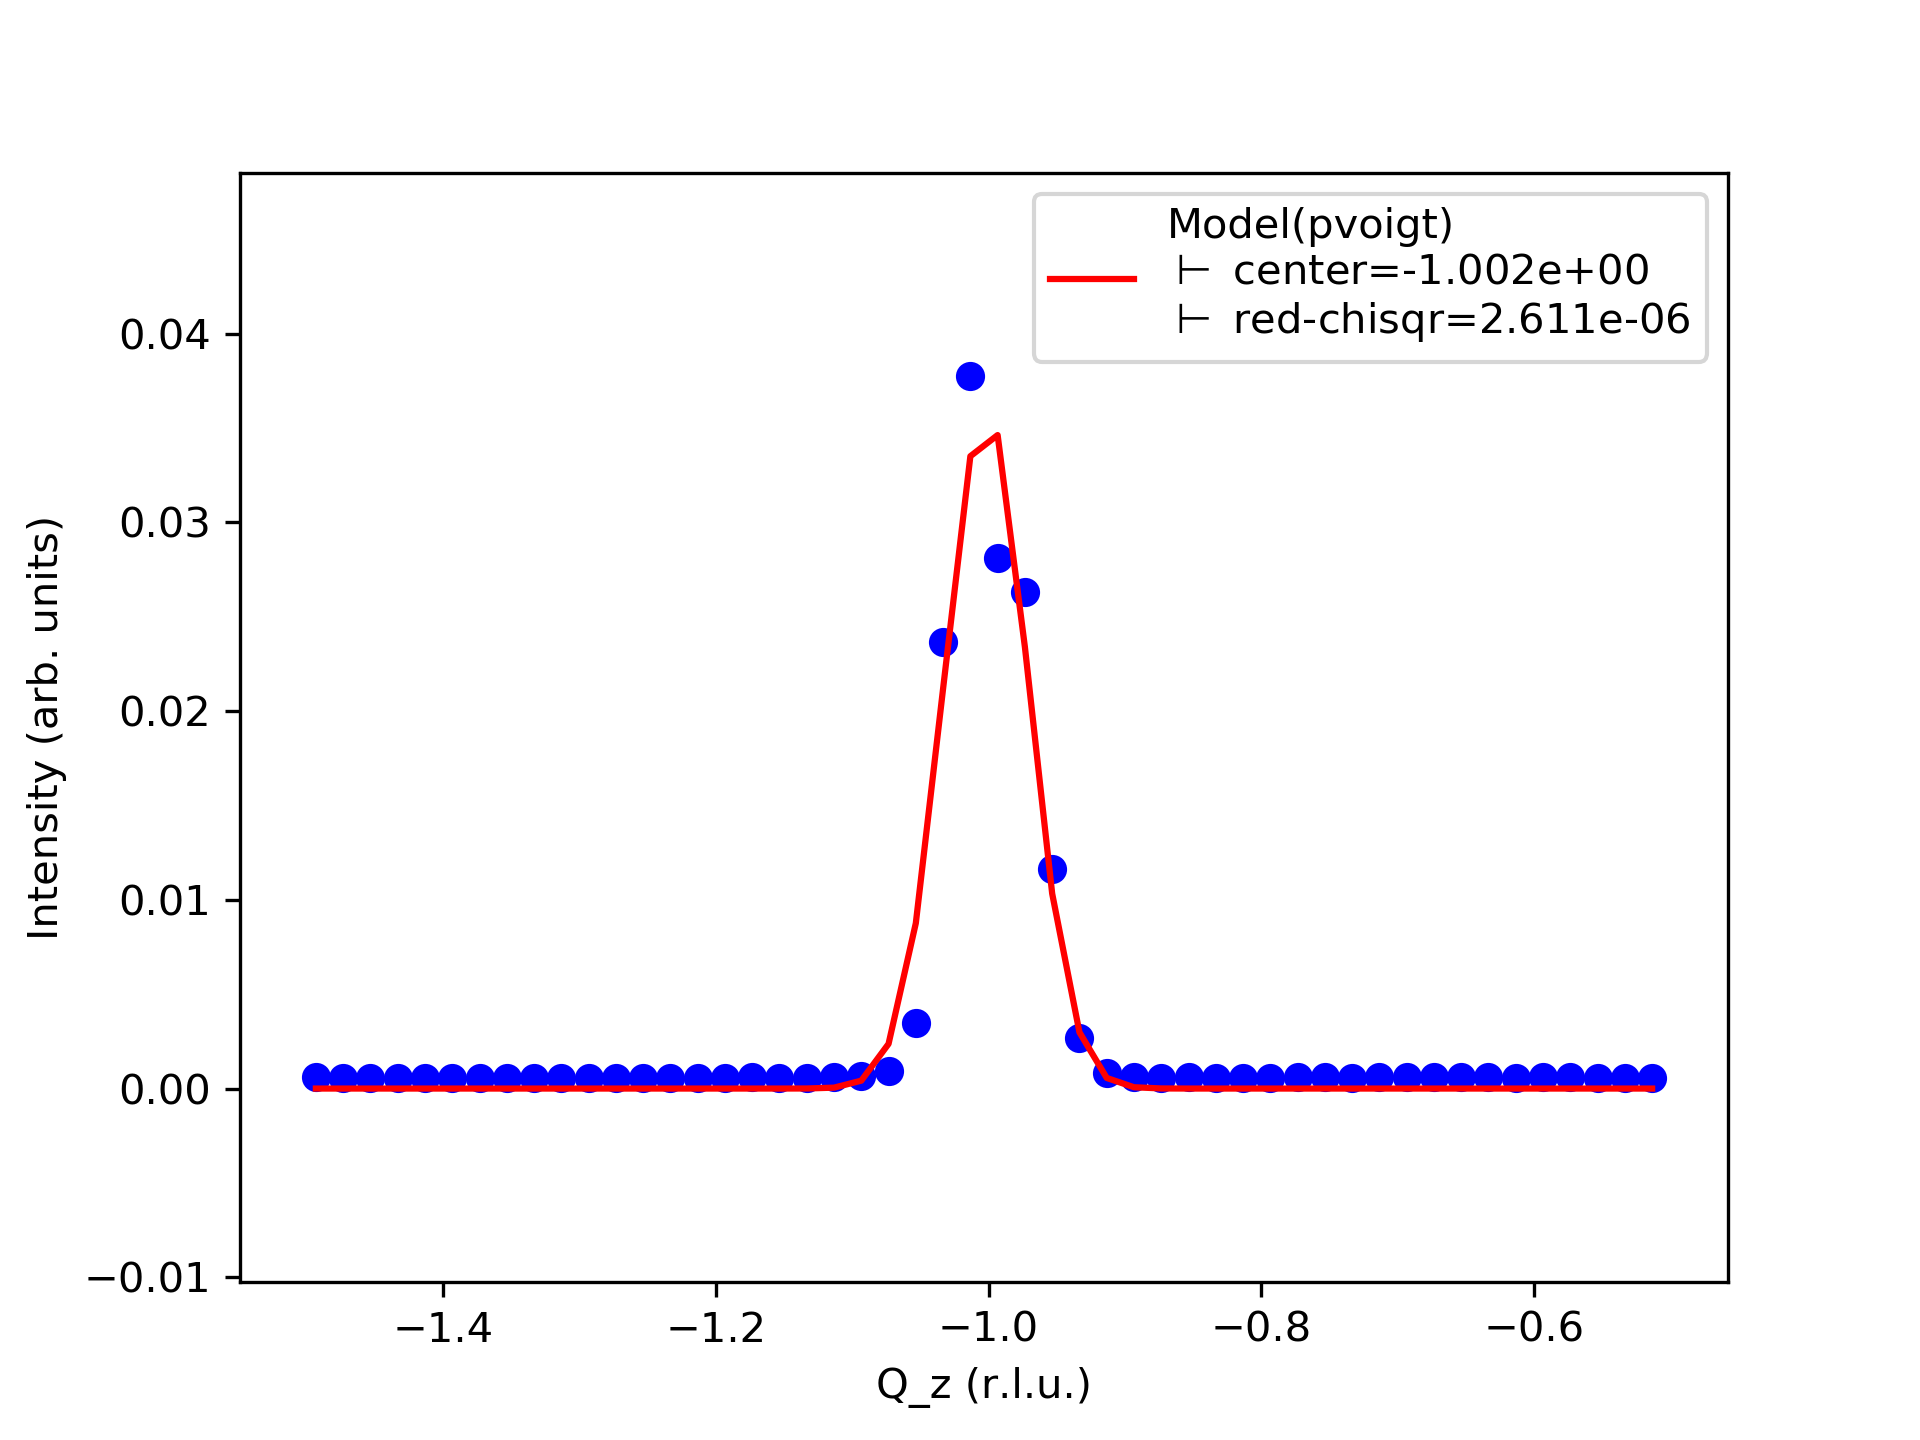 Model(pvoigt)
⊢ center=-1.002e+00
⊢ red-chisqr=2.611e-06
0.04
0.03
0.02
0.01
0.00
−0.01
Intensity (arb. units)
−1.4 −1.2 −1.0 −0.8 −0.6
Q_z (r.l.u.)